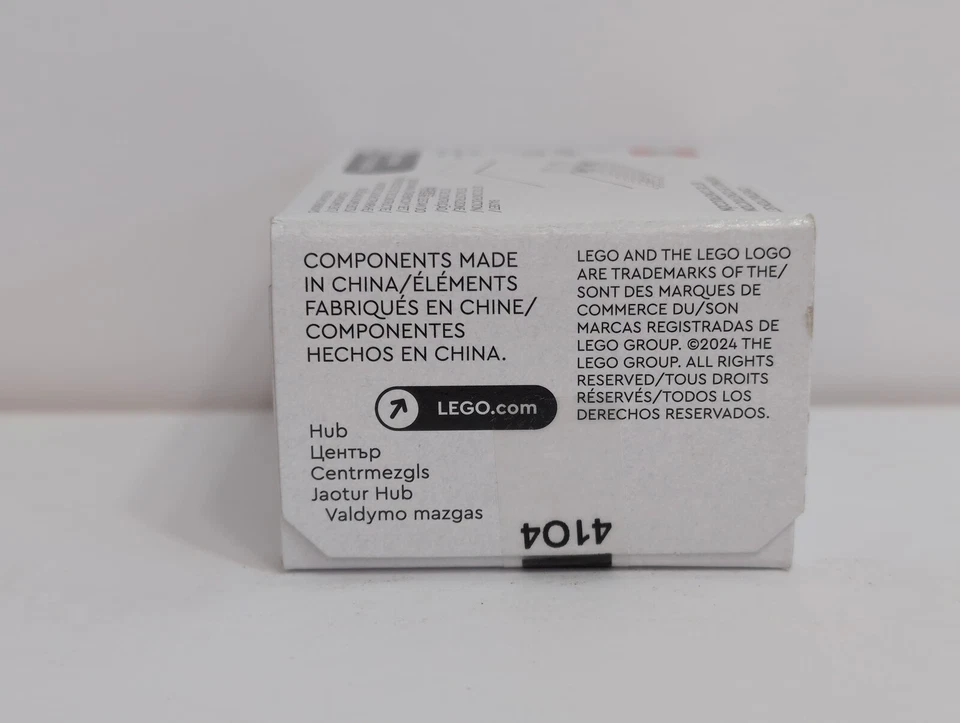 COMPONENTS MADE
IN CHINA/ÉLÉMENTS
FABRIQUÉS EN CHINE/
COMPONENTES
HECHOS EN CHINA.
LEGO.com
Hub
Център
Centrmezgls
Jaotur Hub
Valdymo mazgas
LEGO AND THE LEGO LOGO
ARE TRADEMARKS OF THE/
SONT DES MARQUES DE
COMMERCE DU/SON
MARCAS REGISTRADAS DE
LEGO GROUP. ©2024 THE
LEGO GROUP. ALL RIGHTS
RESERVED/TOUS DROITS
RÉSERVÉS/TODOS LOS
DERECHOS RESERVADOS.
4104